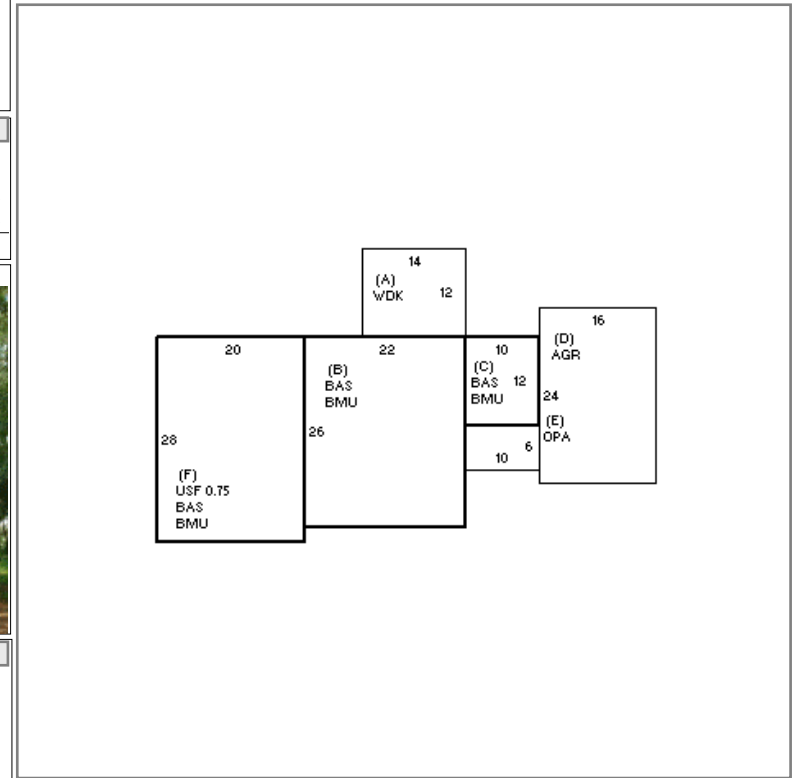 14
(A)
WDK
12
16
(D)
AGR
24
(E)
OPA
20
28
(F)
USF 0.75
BAS
BMU
22
(B)
BAS
BMU
26
10
(C)
BAS
12
BMU
6
10